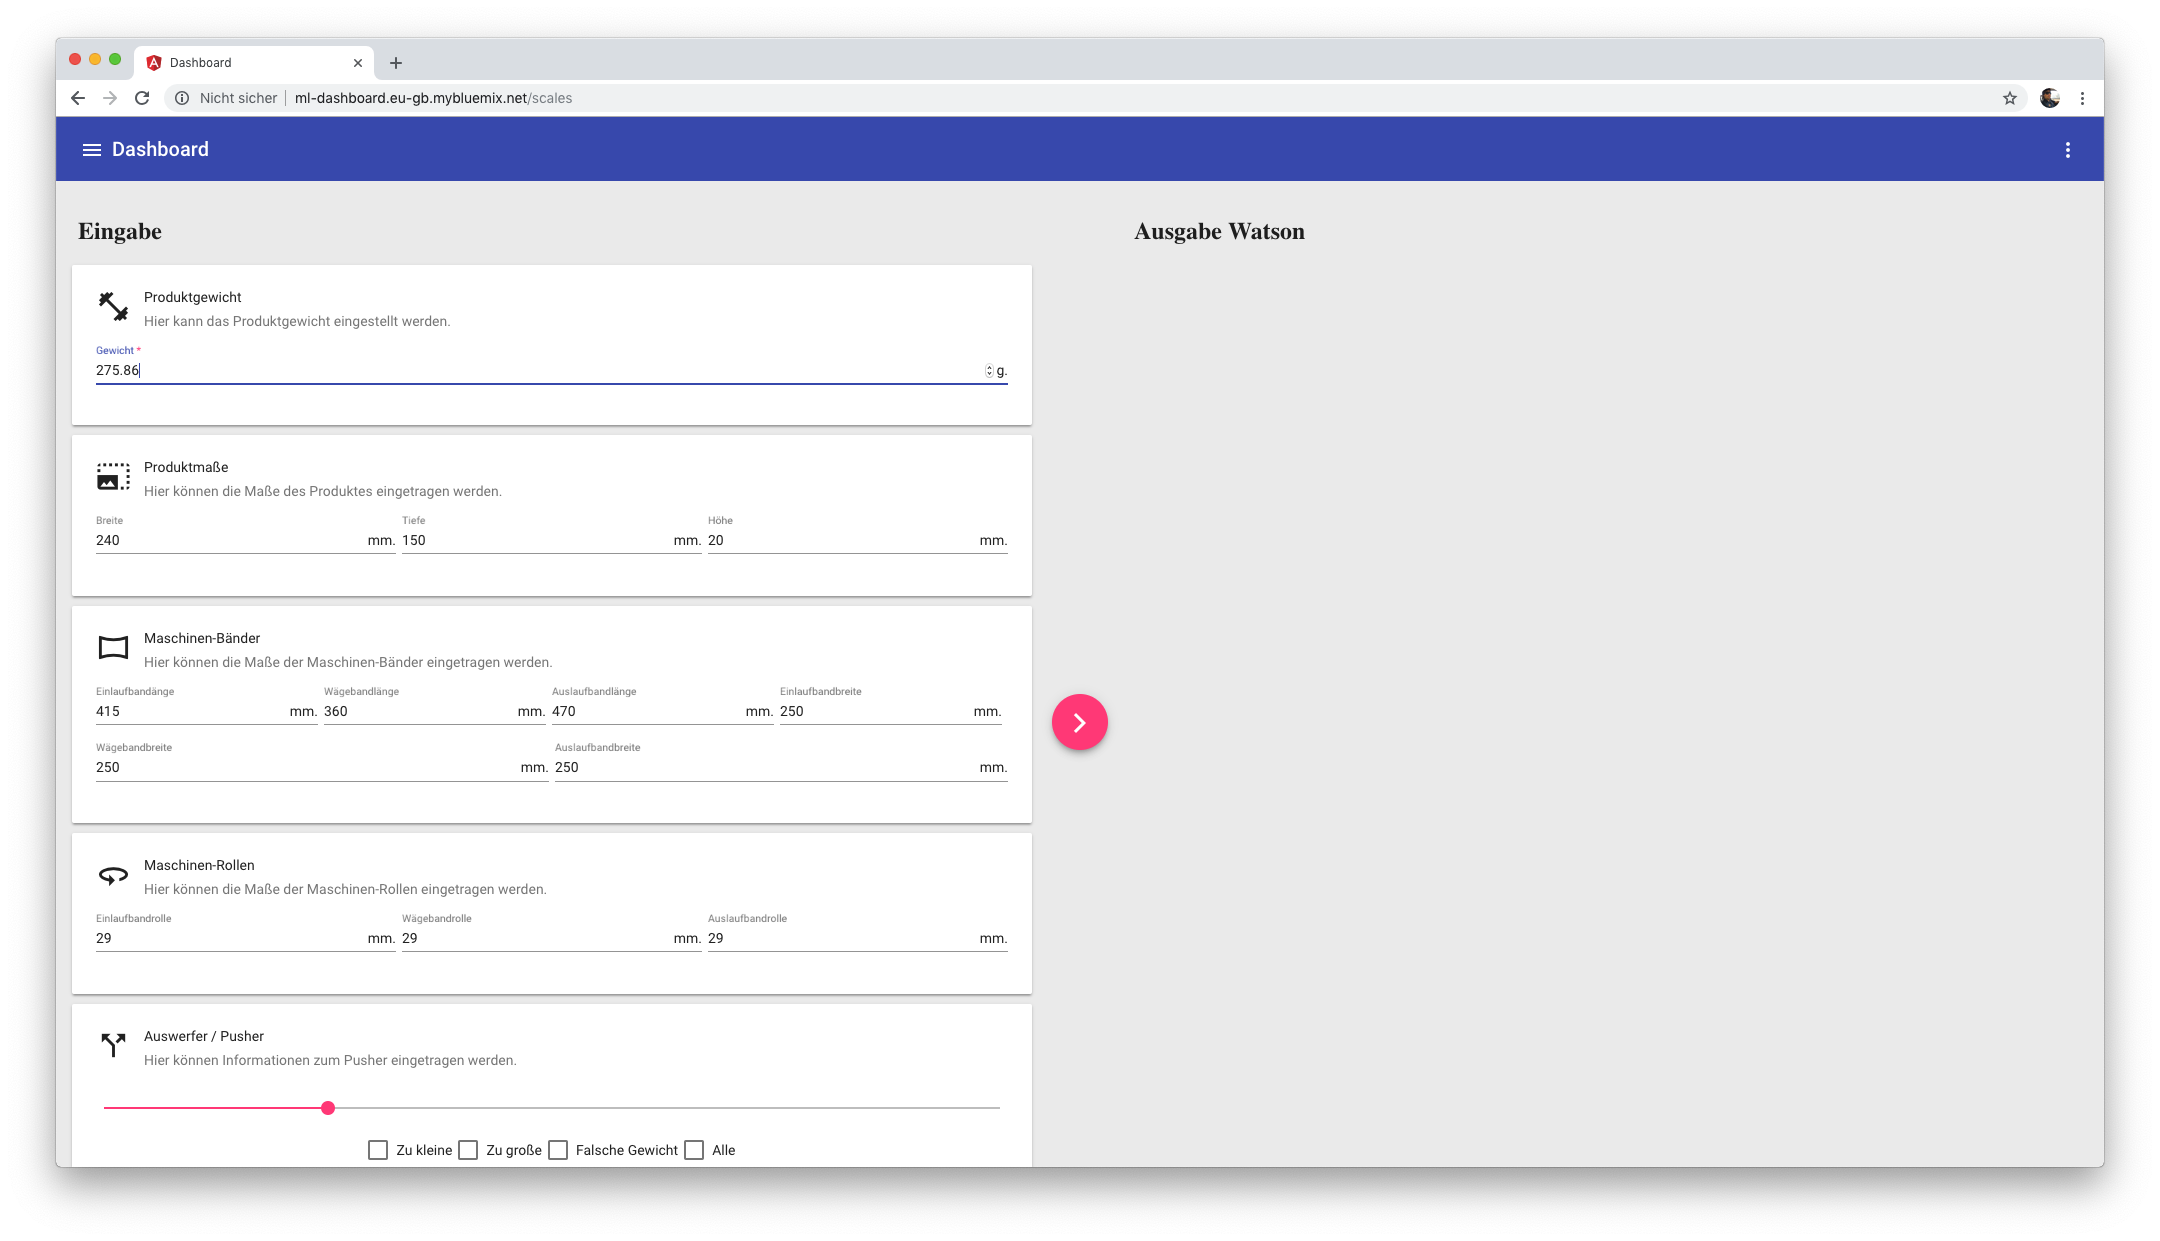 Dashboard
Nicht sicher ml-dashboard.eu-gb.mybluemix.net/scales
Dashboard
Eingabe
Produktgewicht
Hier kann das Produktgewicht eingestellt werden.
Gewicht *
275.86 g.
Produktmaße
Hier können die Maße des Produktes eingetragen werden.
Breite Tiefe Höhe
240 mm. 150 mm. 20 mm.
Maschinen-Bänder
Hier können die Maße der Maschinen-Bänder eingetragen werden.
Einlaufbandänge Wägebandlänge Auslaufbandlänge Einlaufbandbreite
415 mm. 360 mm. 470 mm. 250 mm.
Wägebandbreite Auslaufbandbreite
250 mm. 250 mm.
Maschinen-Rollen
Hier können die Maße der Maschinen-Rollen eingetragen werden.
Einlaufbandrolle Wägebandrolle Auslaufbandrolle
29 mm. 29 mm. 29 mm.
Auswerfer / Pusher
Hier können Informationen zum Pusher eingetragen werden.
Zu kleine Zu große Falsche Gewicht Alle
Ausgabe Watson